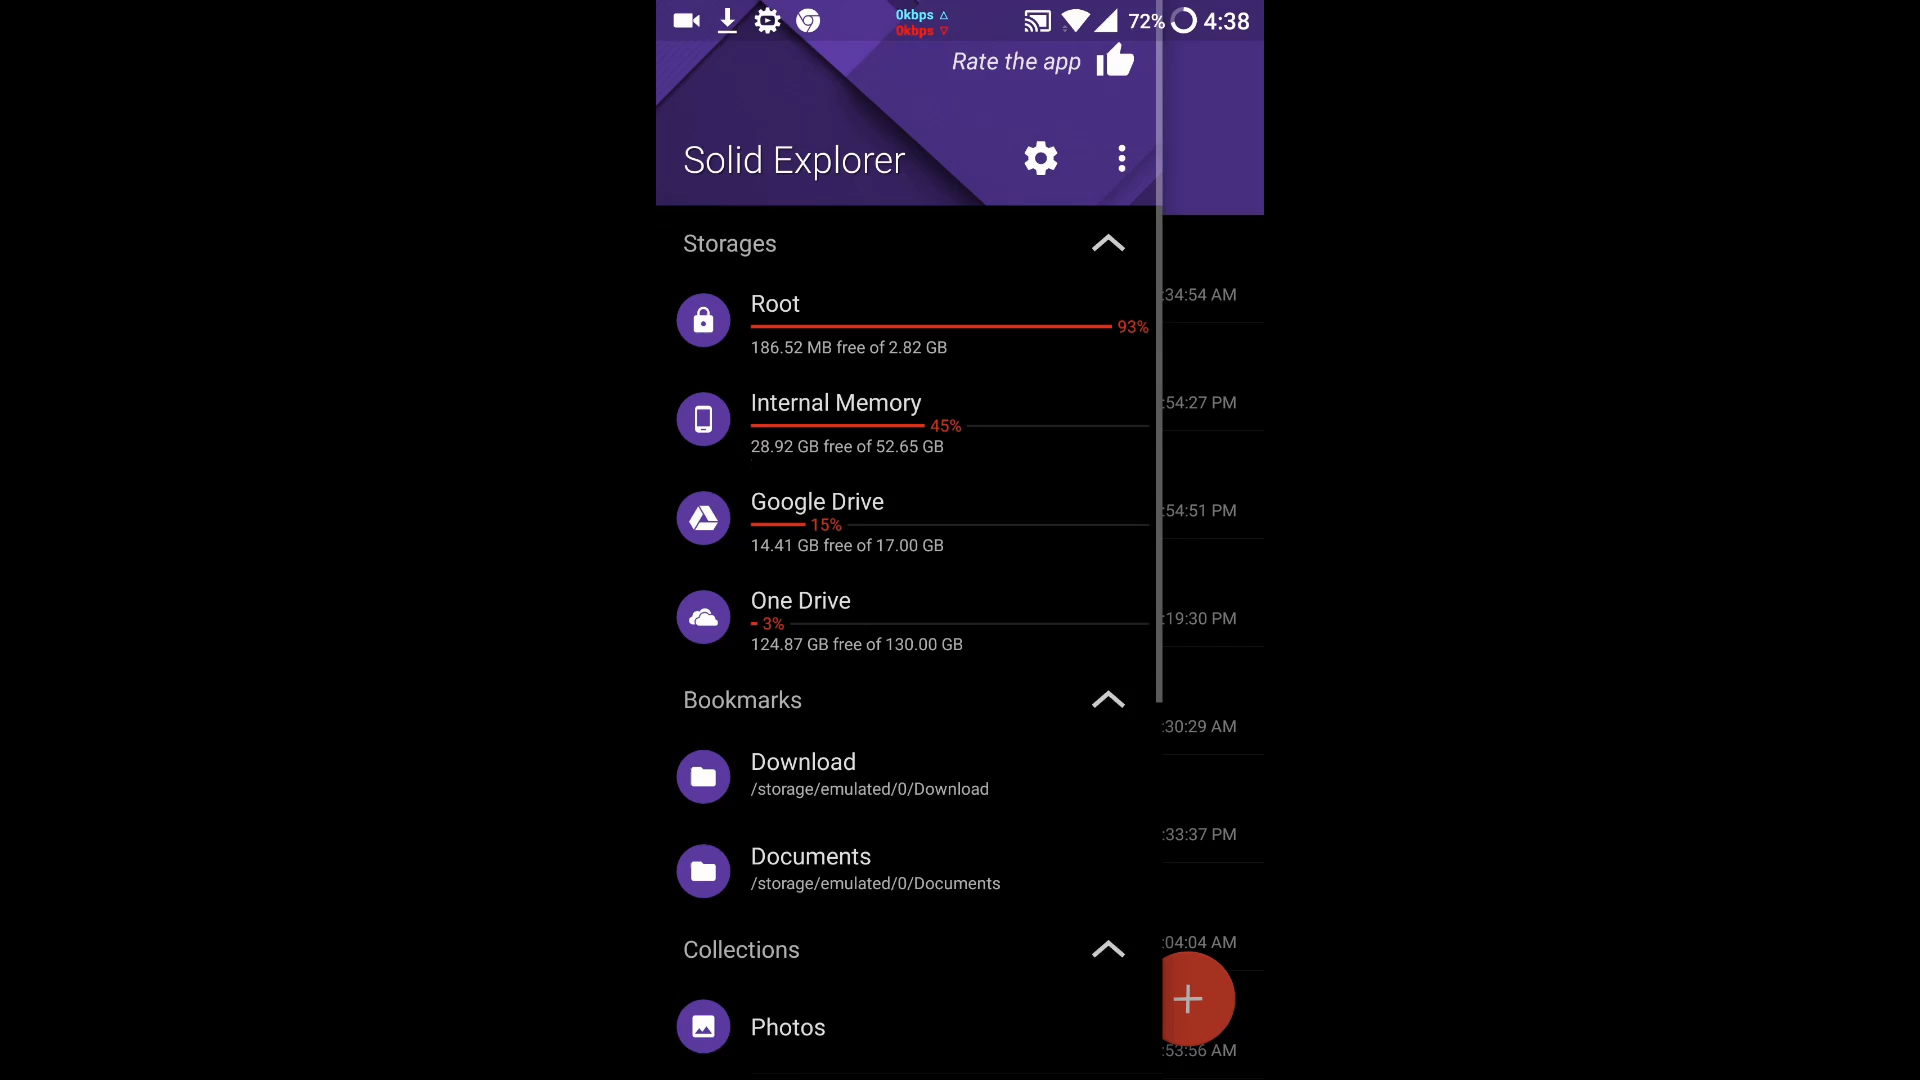 0kbps △
0kbps ▽
72%
4:38
Rate the app
Solid Explorer
Storages
:34:54 AM
Root
93%
186.52 MB free of 2.82 GB
Internal Memory
:54:27 PM
45%
28.92 GB free of 52.65 GB
Google Drive
:54:51 PM
15%
14.41 GB free of 17.00 GB
One Drive
:19:30 PM
3%
124.87 GB free of 130.00 GB
Bookmarks
:30:29 AM
Download
/storage/emulated/0/Download
:33:37 PM
Documents
/storage/emulated/0/Documents
Collections
:04:04 AM
Photos
:53:56 AM